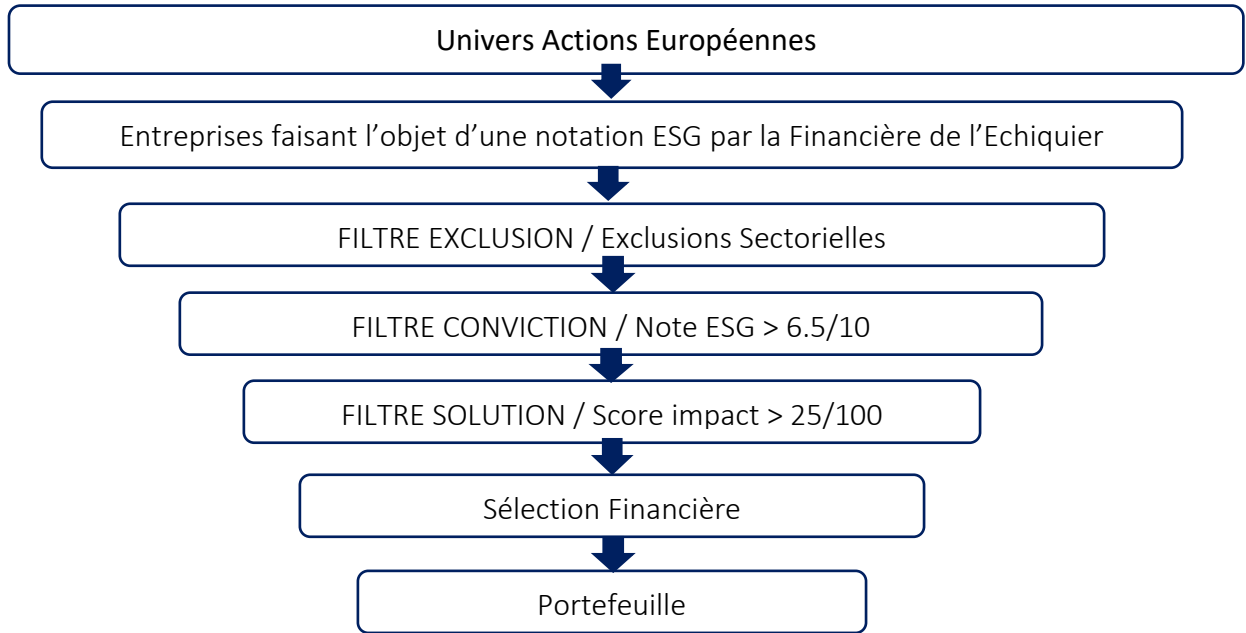 Univers Actions Européennes
Entreprises faisant l’objet d’une notation ESG par la Financière de l’Echiquier
FILTRE EXCLUSION / Exclusions Sectorielles
FILTRE CONVICTION / Note ESG > 6.5/10
FILTRE SOLUTION / Score impact > 25/100
Sélection Financière
Portefeuille